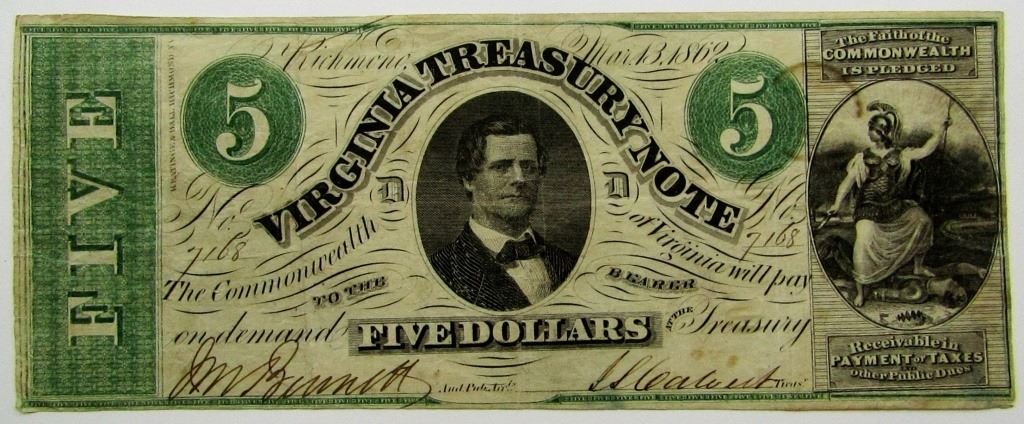 FIVE
Richmond, Mar. 13, 1862
5 5
VIRGINIA TREASURY NOTE
D D
No. No.
7168 7168
The Commonwealth of Virginia will pay
TO THE BEARER
on demand FIVE DOLLARS AT THE Treasury
And Pub. Treas.
The Faith of the
COMMONWEALTH
IS PLEDGED
Receivable in
PAYMENT of TAXES
and
other Public Dues